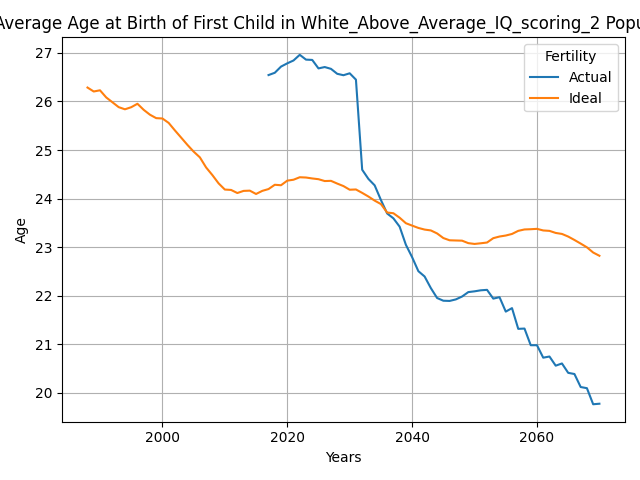 Average Age at Birth of First Child in White_Above_Average_IQ_scoring_2
27
26
25
24
23
22
21
20
Age
Fertility
Actual
Ideal
2000
2020
2040
2060
Years